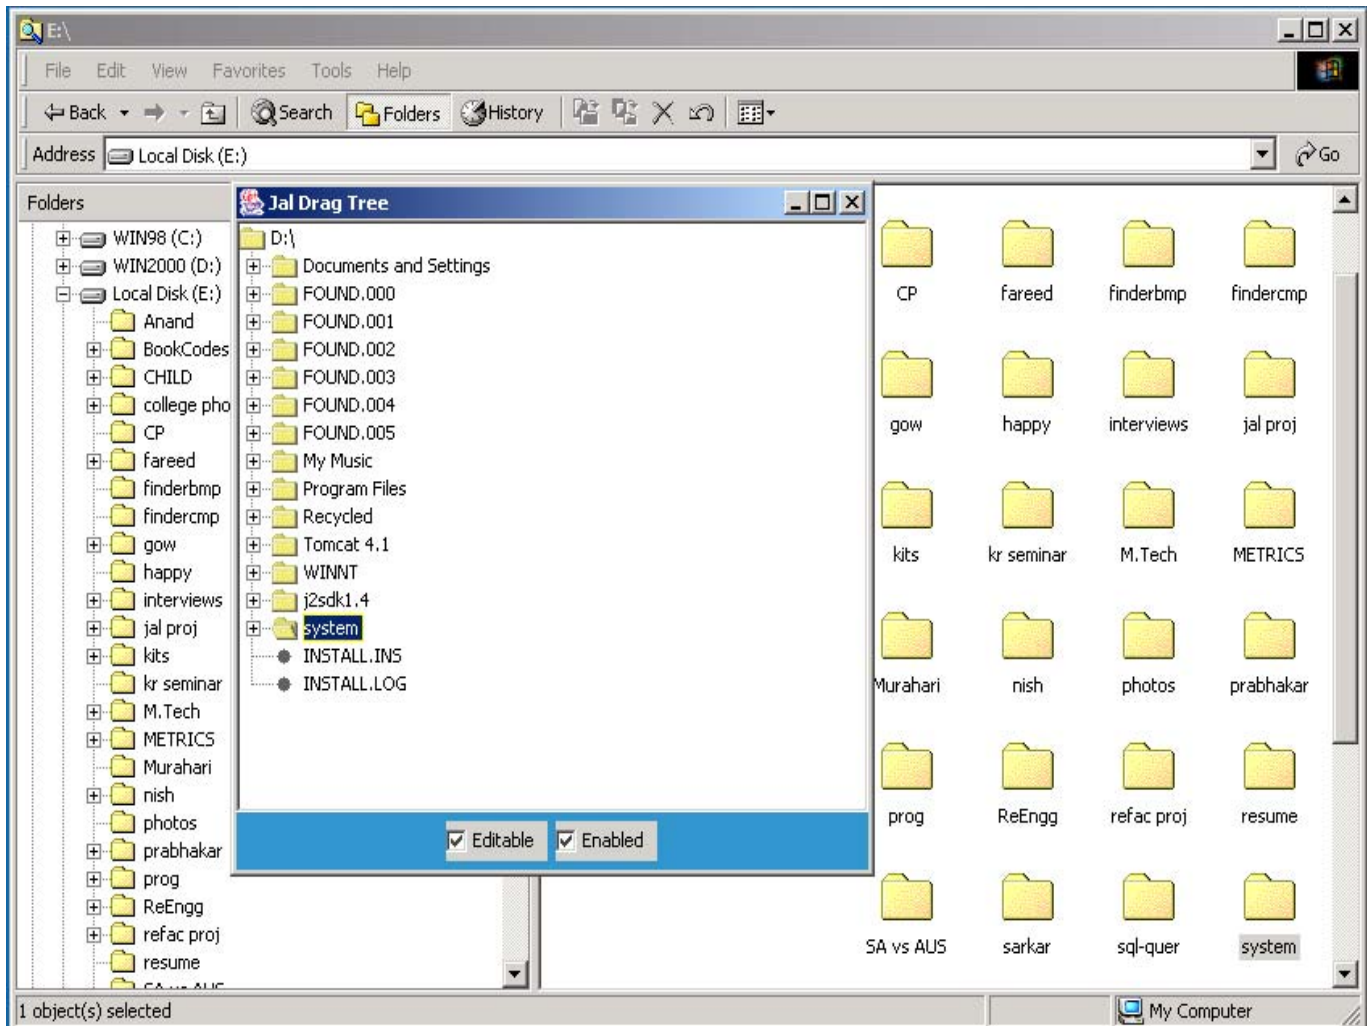 E:\
File Edit View Favorites Tools Help
Back Search Folders History
Address Local Disk (E:) Go
Folders
WIN98 (C:)
WIN2000 (D:)
Local Disk (E:)
Anand
BookCodes
CHILD
college pho
CP
fareed
finderbmp
findercmp
gow
happy
interviews
jal proj
kits
kr seminar
M.Tech
METRICS
Murahari
nish
photos
prabhakar
prog
ReEngg
refac proj
resume
SA vs AUS
Jal Drag Tree
D:\
Documents and Settings
FOUND.000
FOUND.001
FOUND.002
FOUND.003
FOUND.004
FOUND.005
My Music
Program Files
Recycled
Tomcat 4.1
WINNT
j2sdk1.4
system
INSTALL.INS
INSTALL.LOG
Editable Enabled
CP fareed finderbmp findercmp
gow happy interviews jal proj
kits kr seminar M.Tech METRICS
Murahari nish photos prabhakar
prog ReEngg refac proj resume
SA vs AUS sarkar sql-quer system
1 object(s) selected My Computer